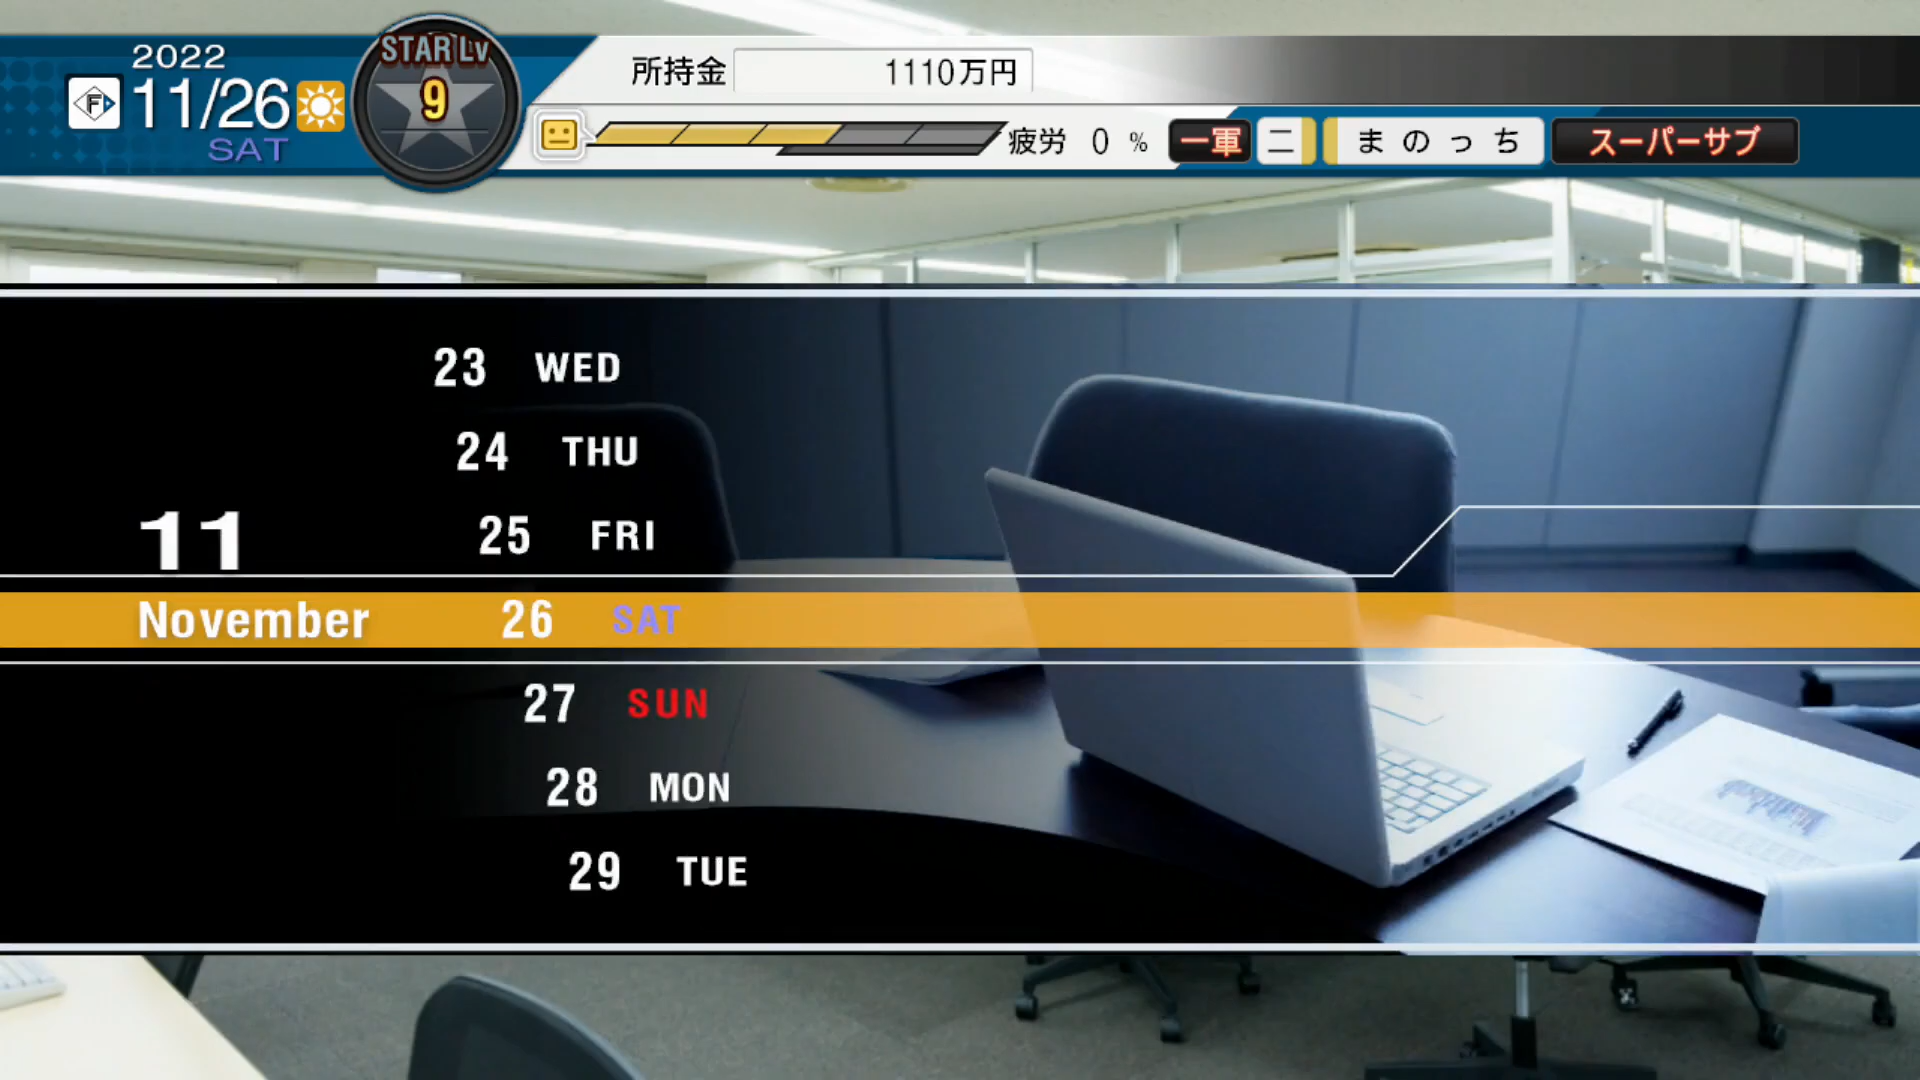 2022
F 11/26
SAT
STAR LV
9
所持金 1110万円
疲労 0 % 一軍 二 まのっち スーパーサブ
23 WED
24 THU
11 25 FRI
November 26 SAT
27 SUN
28 MON
29 TUE